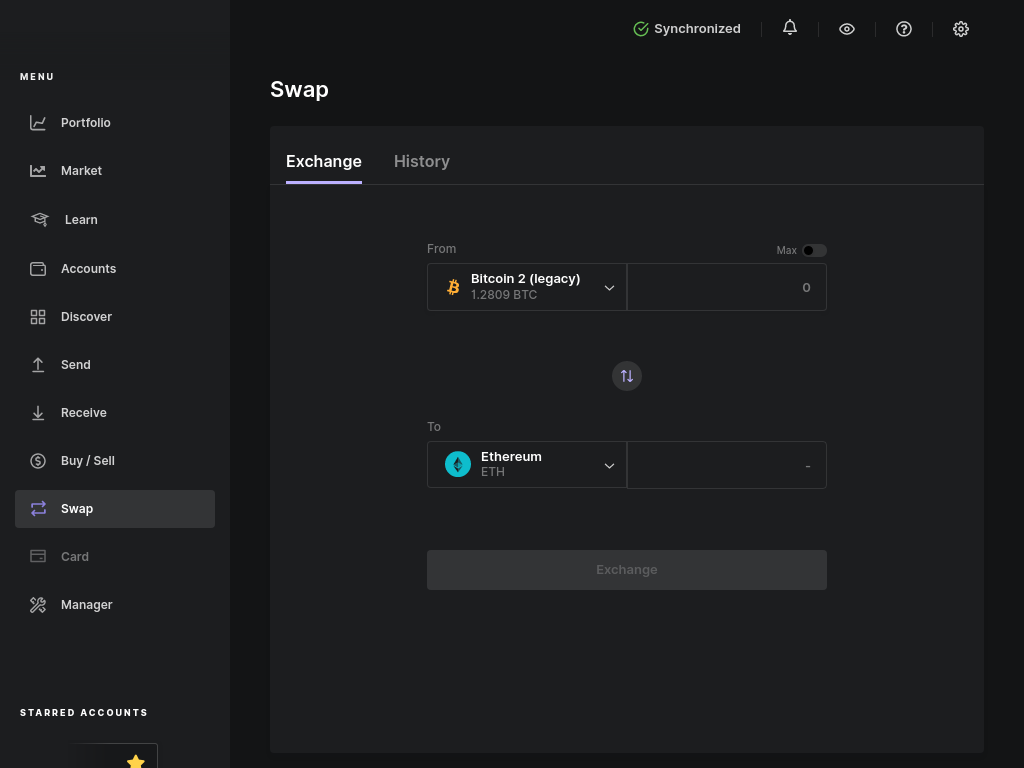 Synchronized
MENU
Portfolio
Market
Learn
Accounts
Discover
Send
Receive
Buy / Sell
Swap
Card
Manager
STARRED ACCOUNTS
Swap
Exchange
History
From
Max
Bitcoin 2 (legacy)
1.2809 BTC
0
To
Ethereum
ETH
-
Exchange